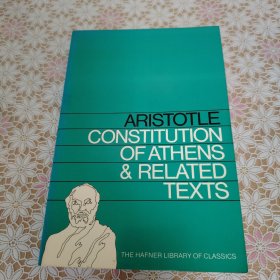 ARISTOTLE
CONSTITUTION
OF ATHENS
& RELATED
TEXTS
THE HAFNER LIBRARY OF CLASSICS